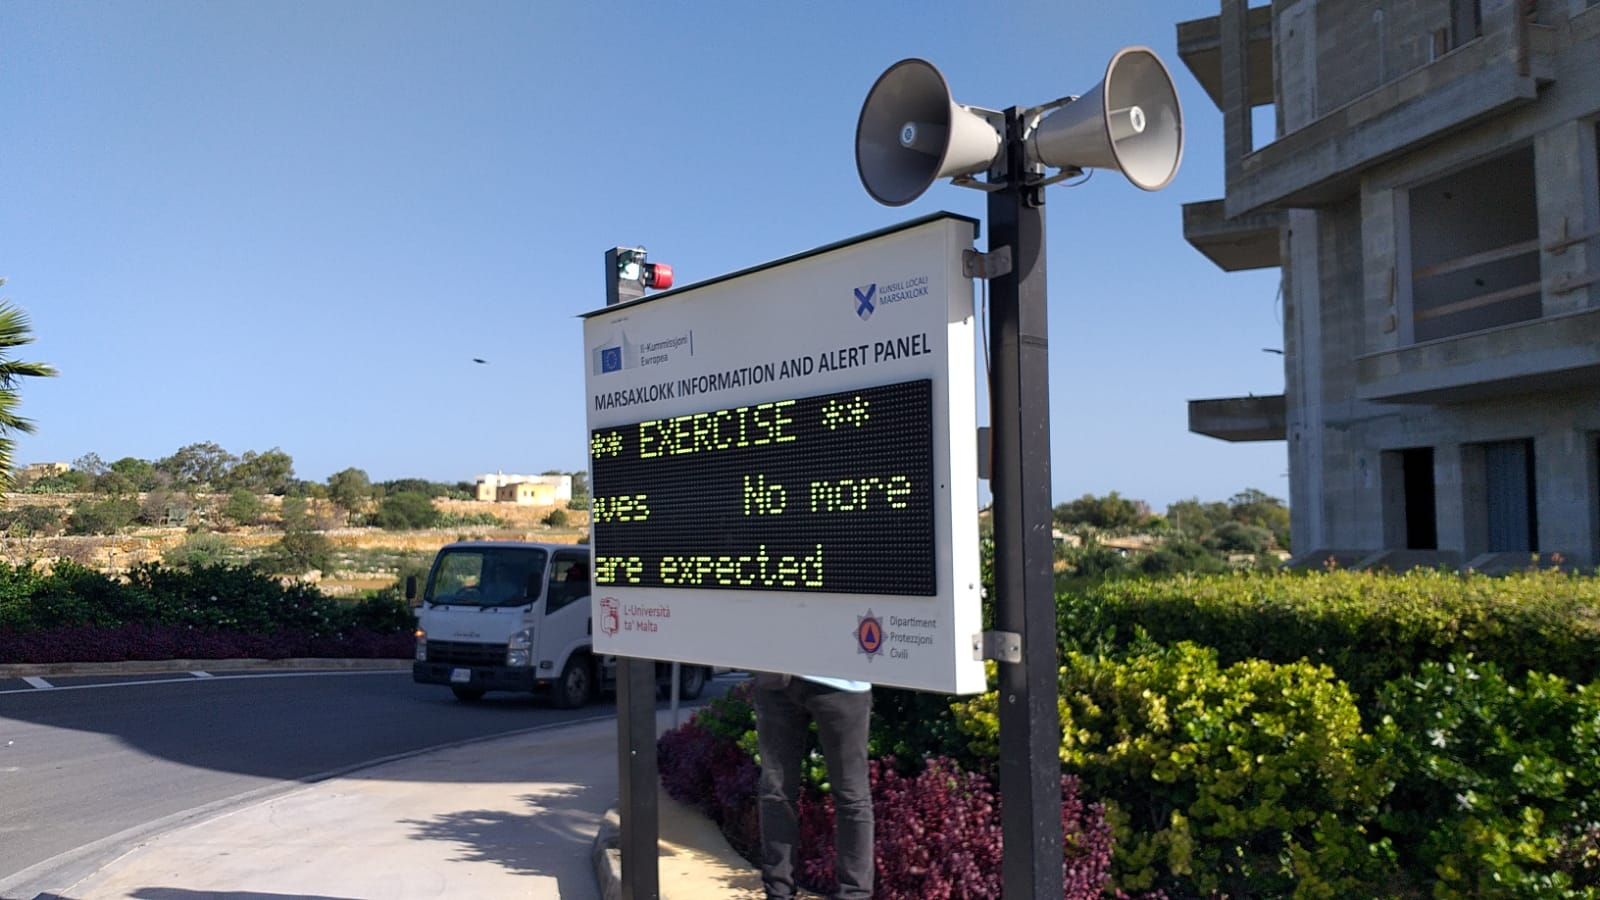 KUNSILL LOCALI
MARSAXLOKK
Il-Kummissjoni
Ewropea
MARSAXLOKK INFORMATION AND ALERT PANEL
** EXERCISE **
aves No more
are expected
L-Università
ta' Malta
Dipartiment
Protezzjoni
Ċivili